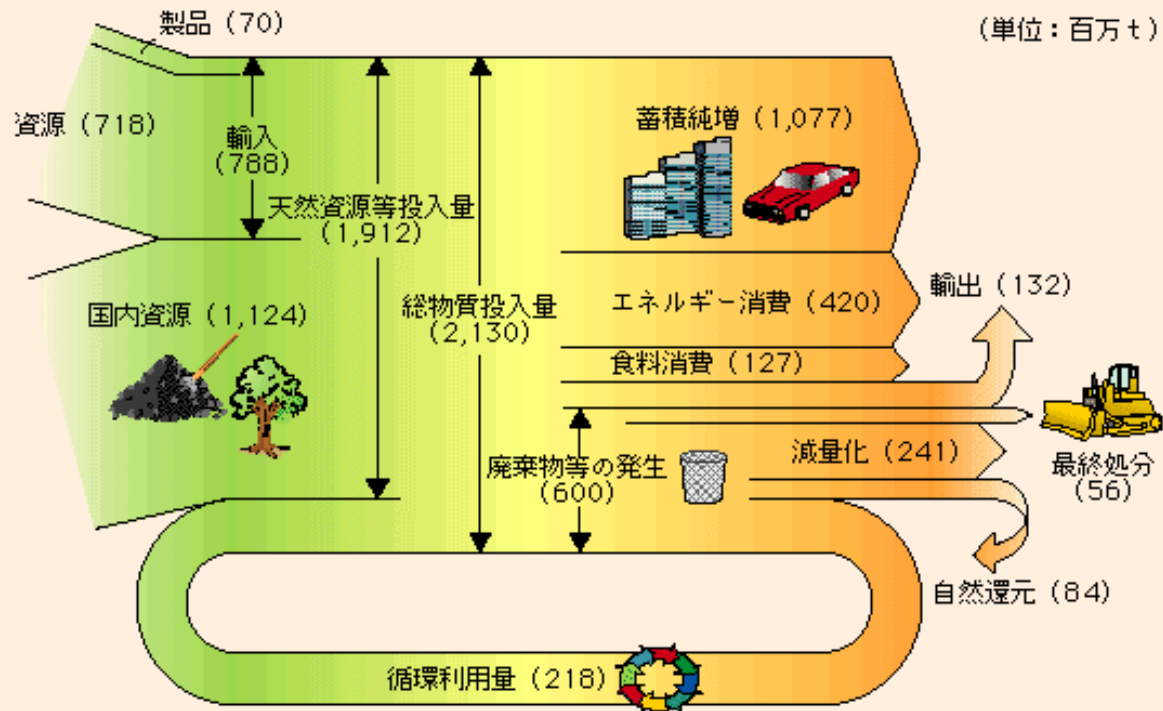 製品(70)
(単位:百万t)
資源(718)
輸入
(788)
蓄積純増(1,077)
天然資源等投入量
(1,912)
輸出(132)
エネルギー消費(420)
国内資源(1,124)
総物質投入量
(2,130)
食料消費(127)
減量化(241)
廃棄物等の発生
(600)
最終処分
(56)
自然還元(84)
循環利用量(218)